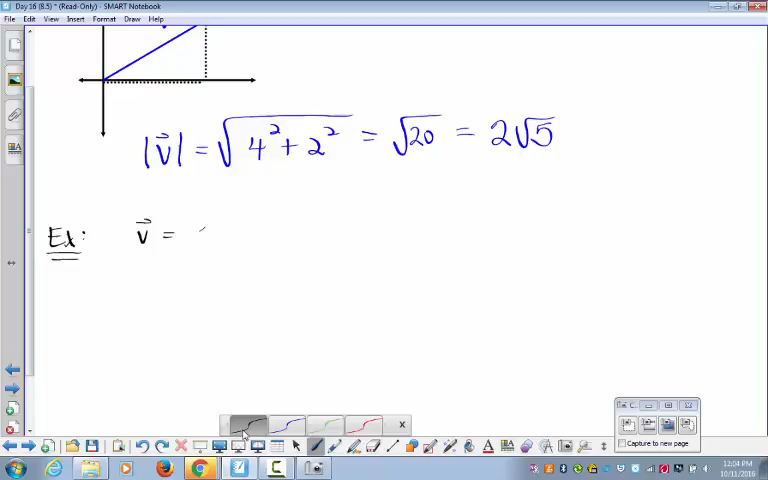 Day 16 (8.5) * (Read-Only) — SMART Notebook
File Edit View Insert Format Draw Help
|v⃗| = √(4² + 2²) = √20 = 2√5
Ex: v⃗ =
Capture to new page
12:04 PM
10/11/2016